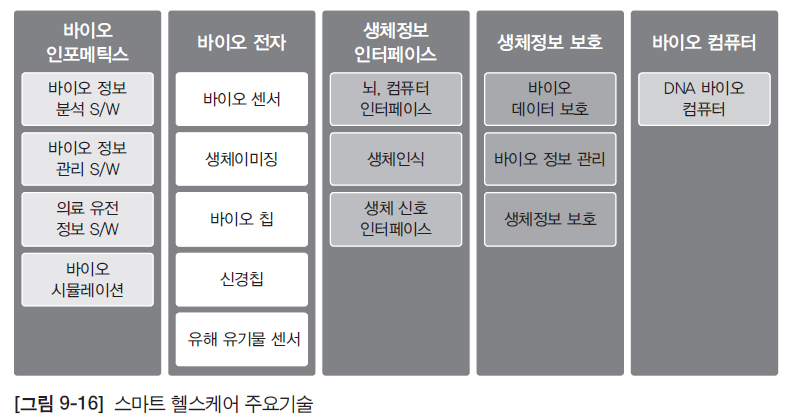 바이오
인포메틱스
바이오 정보
분석 S/W
바이오 정보
관리 S/W
의료 유전
정보 S/W
바이오
시뮬레이션
바이오 전자
바이오 센서
생체이미징
바이오 칩
신경칩
유해 유기물 센서
생체정보
인터페이스
뇌, 컴퓨터
인터페이스
생체인식
생체 신호
인터페이스
생체정보 보호
바이오
데이터 보호
바이오 정보 관리
생체정보 보호
바이오 컴퓨터
DNA 바이오
컴퓨터
[그림 9-16] 스마트 헬스케어 주요기술